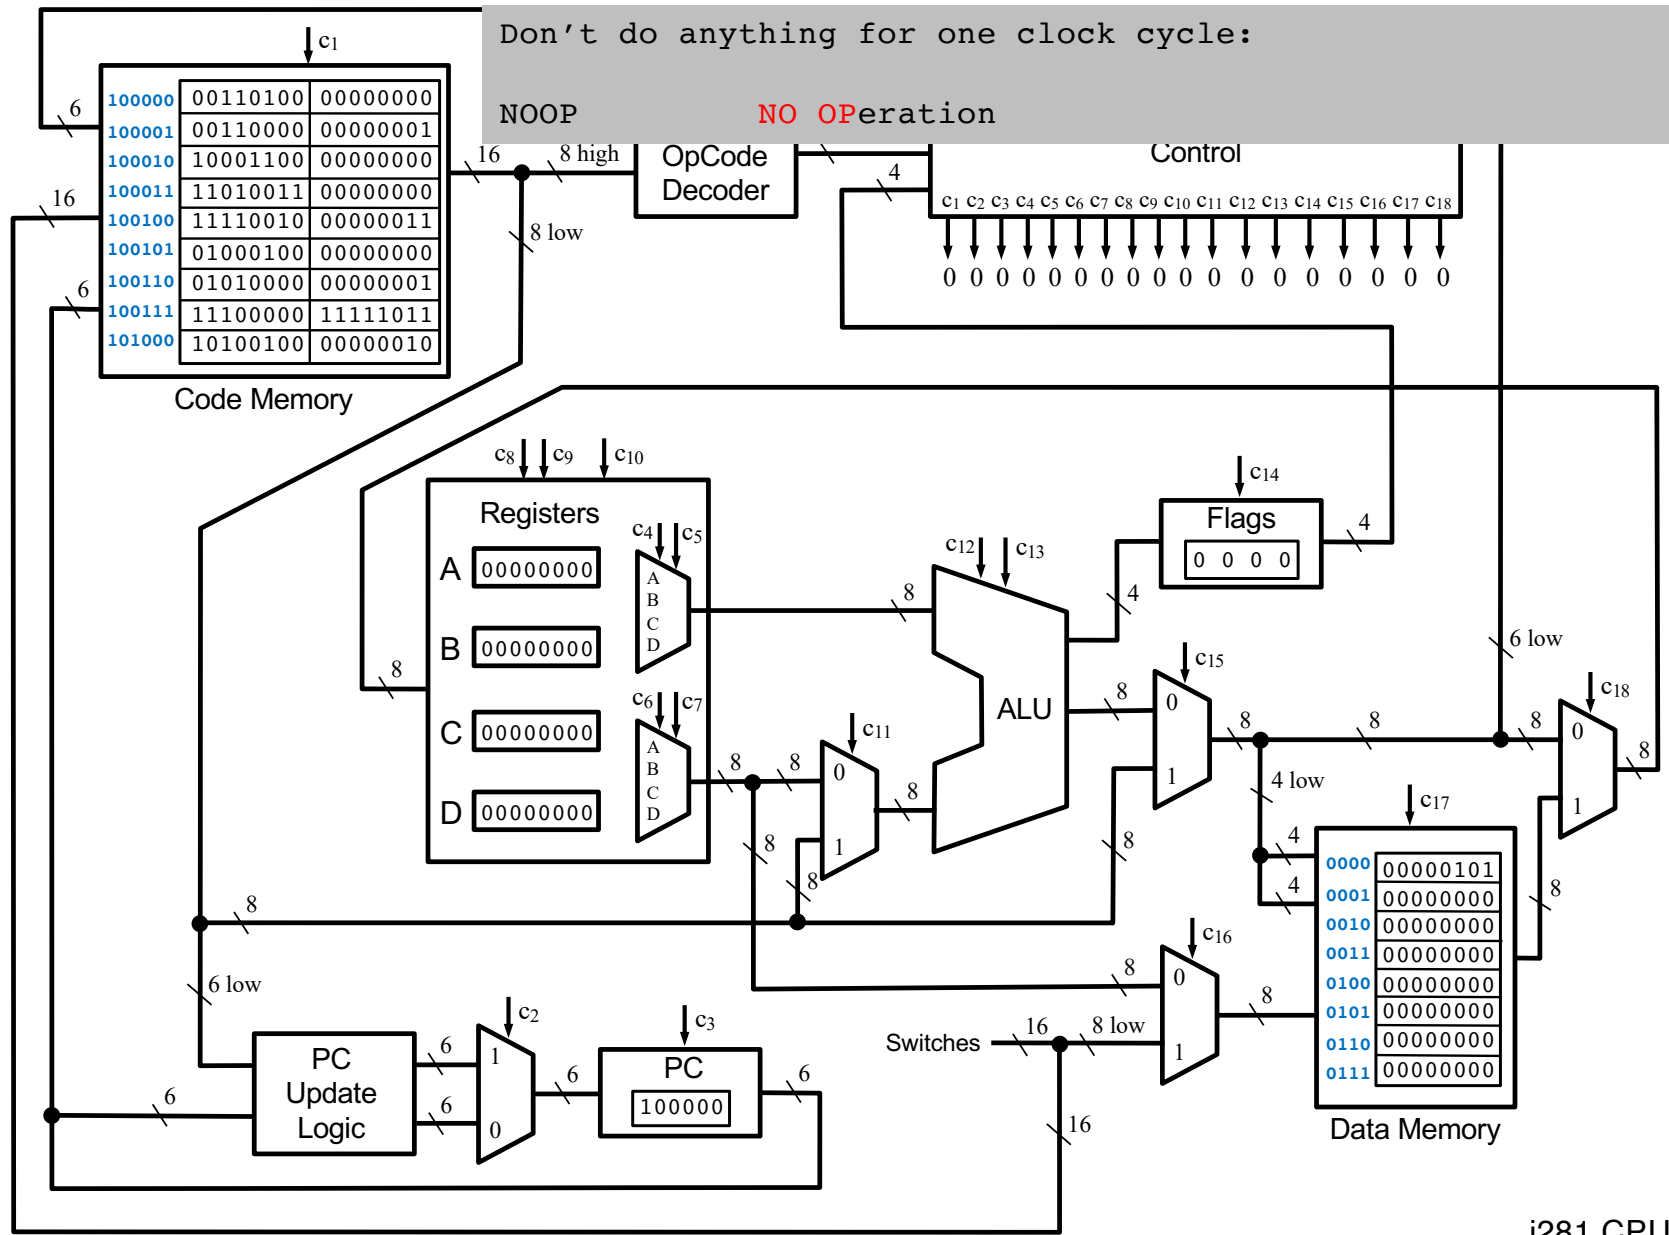 Don't do anything for one clock cycle:
NOOP NO OPeration
c1
6
16
6
100000 00110100 00000000
100001 00110000 00000001
100010 10001100 00000000
100011 11010011 00000000
100100 11110010 00000011
100101 01000100 00000000
100110 01010000 00000001
100111 11100000 11111011
101000 10100100 00000010
Code Memory
16
8 high
8 low
OpCode
Decoder
4
Control
c1 c2 c3 c4 c5 c6 c7 c8 c9 c10 c11 c12 c13 c14 c15 c16 c17 c18
0 0 0 0 0 0 0 0 0 0 0 0 0 0 0 0 0 0
c8 c9 c10
Registers
A 00000000
B 00000000
C 00000000
D 00000000
8
c4 c5
A
B
C
D
c6 c7
A
B
C
D
8
8
8
8
c11
0
1
8
8
c12 c13
ALU
4
8
c14
Flags
0 0 0 0
4
c15
0
1
8
8
8
6 low
8
4 low
4
4
c18
0
1
8
8
c17
0000 00000101
0001 00000000
0010 00000000
0011 00000000
0100 00000000
0101 00000000
0110 00000000
0111 00000000
Data Memory
8
8
c16
0
1
8
8
Switches
16
8 low
16
6 low
PC
Update
Logic
6
6
6
c2
1
0
6
c3
PC
100000
6
i281 CPU